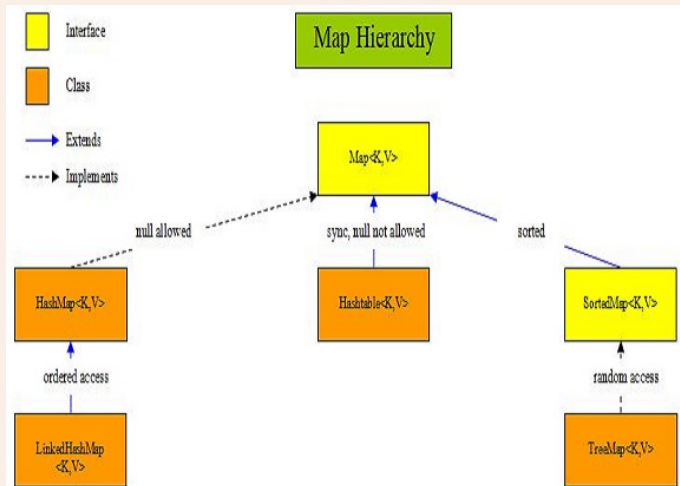 Interface
Map Hierarchy
Class
Extends
Map<K,V>
Implements
null allowed
sync, null not allowed
sorted
HashMap<K,V>
Hashtable<K,V>
SortedMap<K,V>
ordered access
random access
LinkedHashMap
<K,V>
TreeMap<K,V>